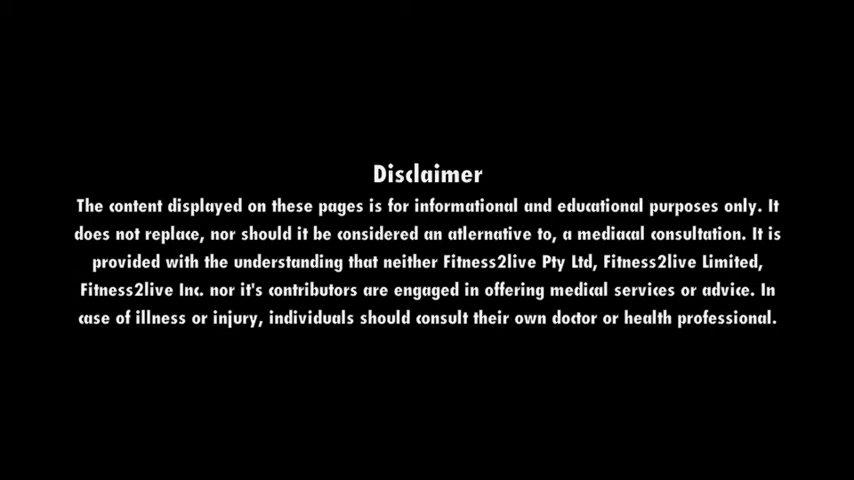 Disclaimer
The content displayed on these pages is for informational and educational purposes only. It
does not replace, nor should it be considered an atlernative to, a mediacal consultation. It is
provided with the understanding that neither Fitness2live Pty Ltd, Fitness2live Limited,
Fitness2live Inc. nor it's contributors are engaged in offering medical services or advice. In
case of illness or injury, individuals should consult their own doctor or health professional.